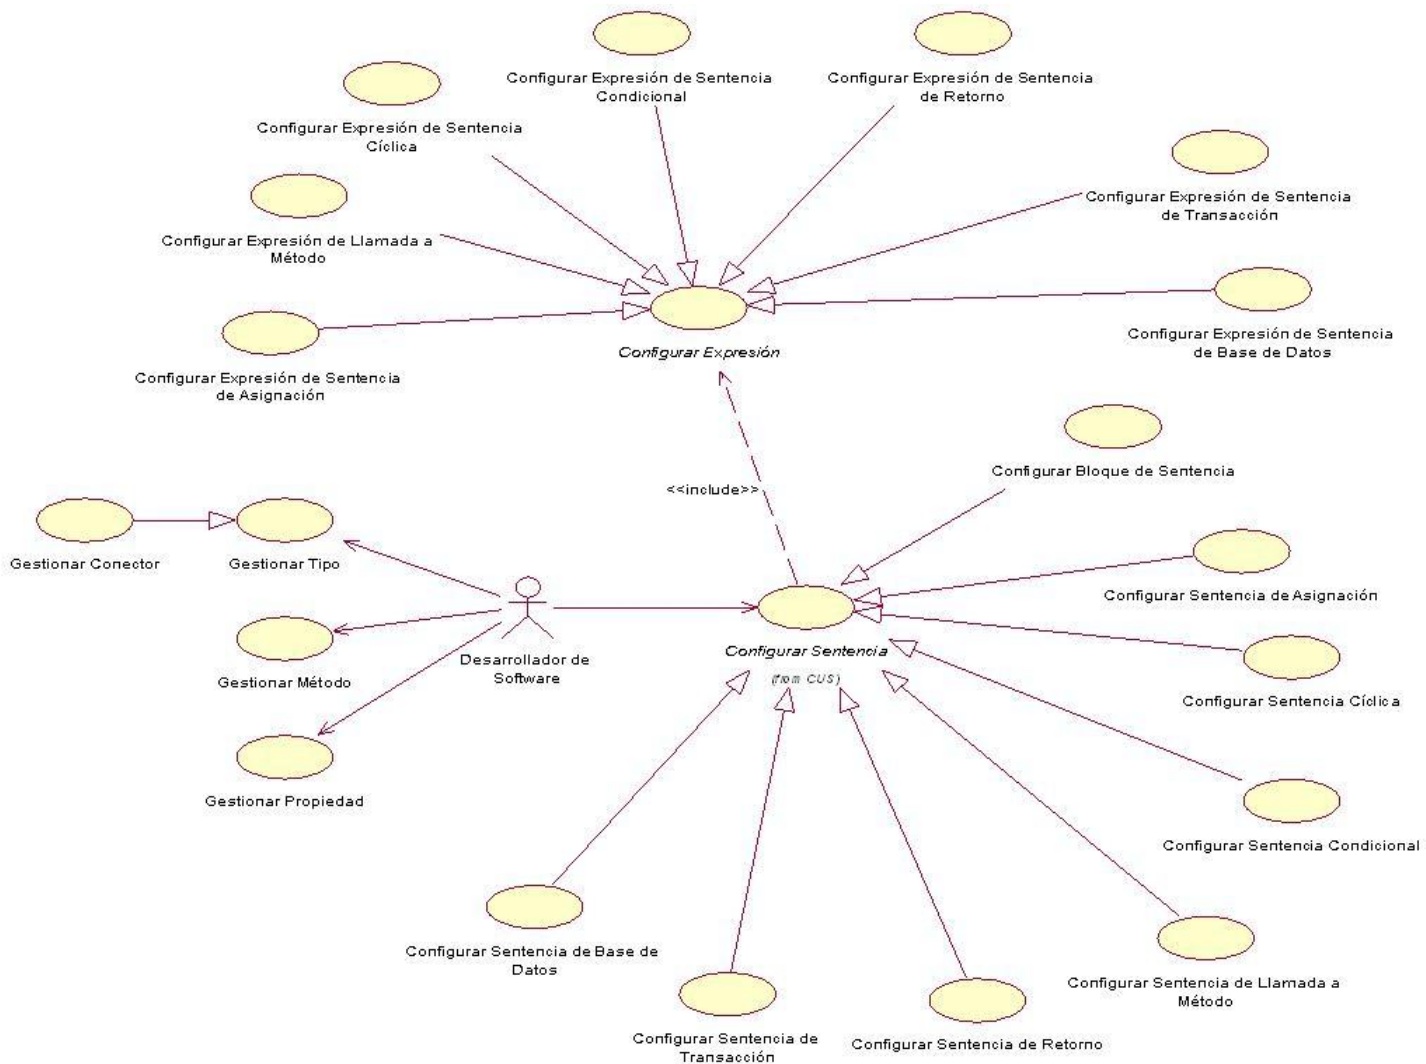 Configurar Expresión de Sentencia
Condicional
Configurar Expresión de Sentencia
de Retorno
Configurar Expresión de Sentencia
Cíclica
Configurar Expresión de Sentencia
de Transacción
Configurar Expresión de Llamada a
Método
Configurar Expresión de Sentencia
de Base de Datos
Configurar Expresión
Configurar Expresión de Sentencia
de Asignación
Configurar Bloque de Sentencia
<<include>>
Gestionar Conector
Gestionar Tipo
Configurar Sentencia de Asignación
Desarrollador de
Software
Configurar Sentencia
(from CUS)
Gestionar Método
Configurar Sentencia Cíclica
Gestionar Propiedad
Configurar Sentencia Condicional
Configurar Sentencia de Base de
Datos
Configurar Sentencia de Llamada a
Método
Configurar Sentencia de
Transacción
Configurar Sentencia de Retorno